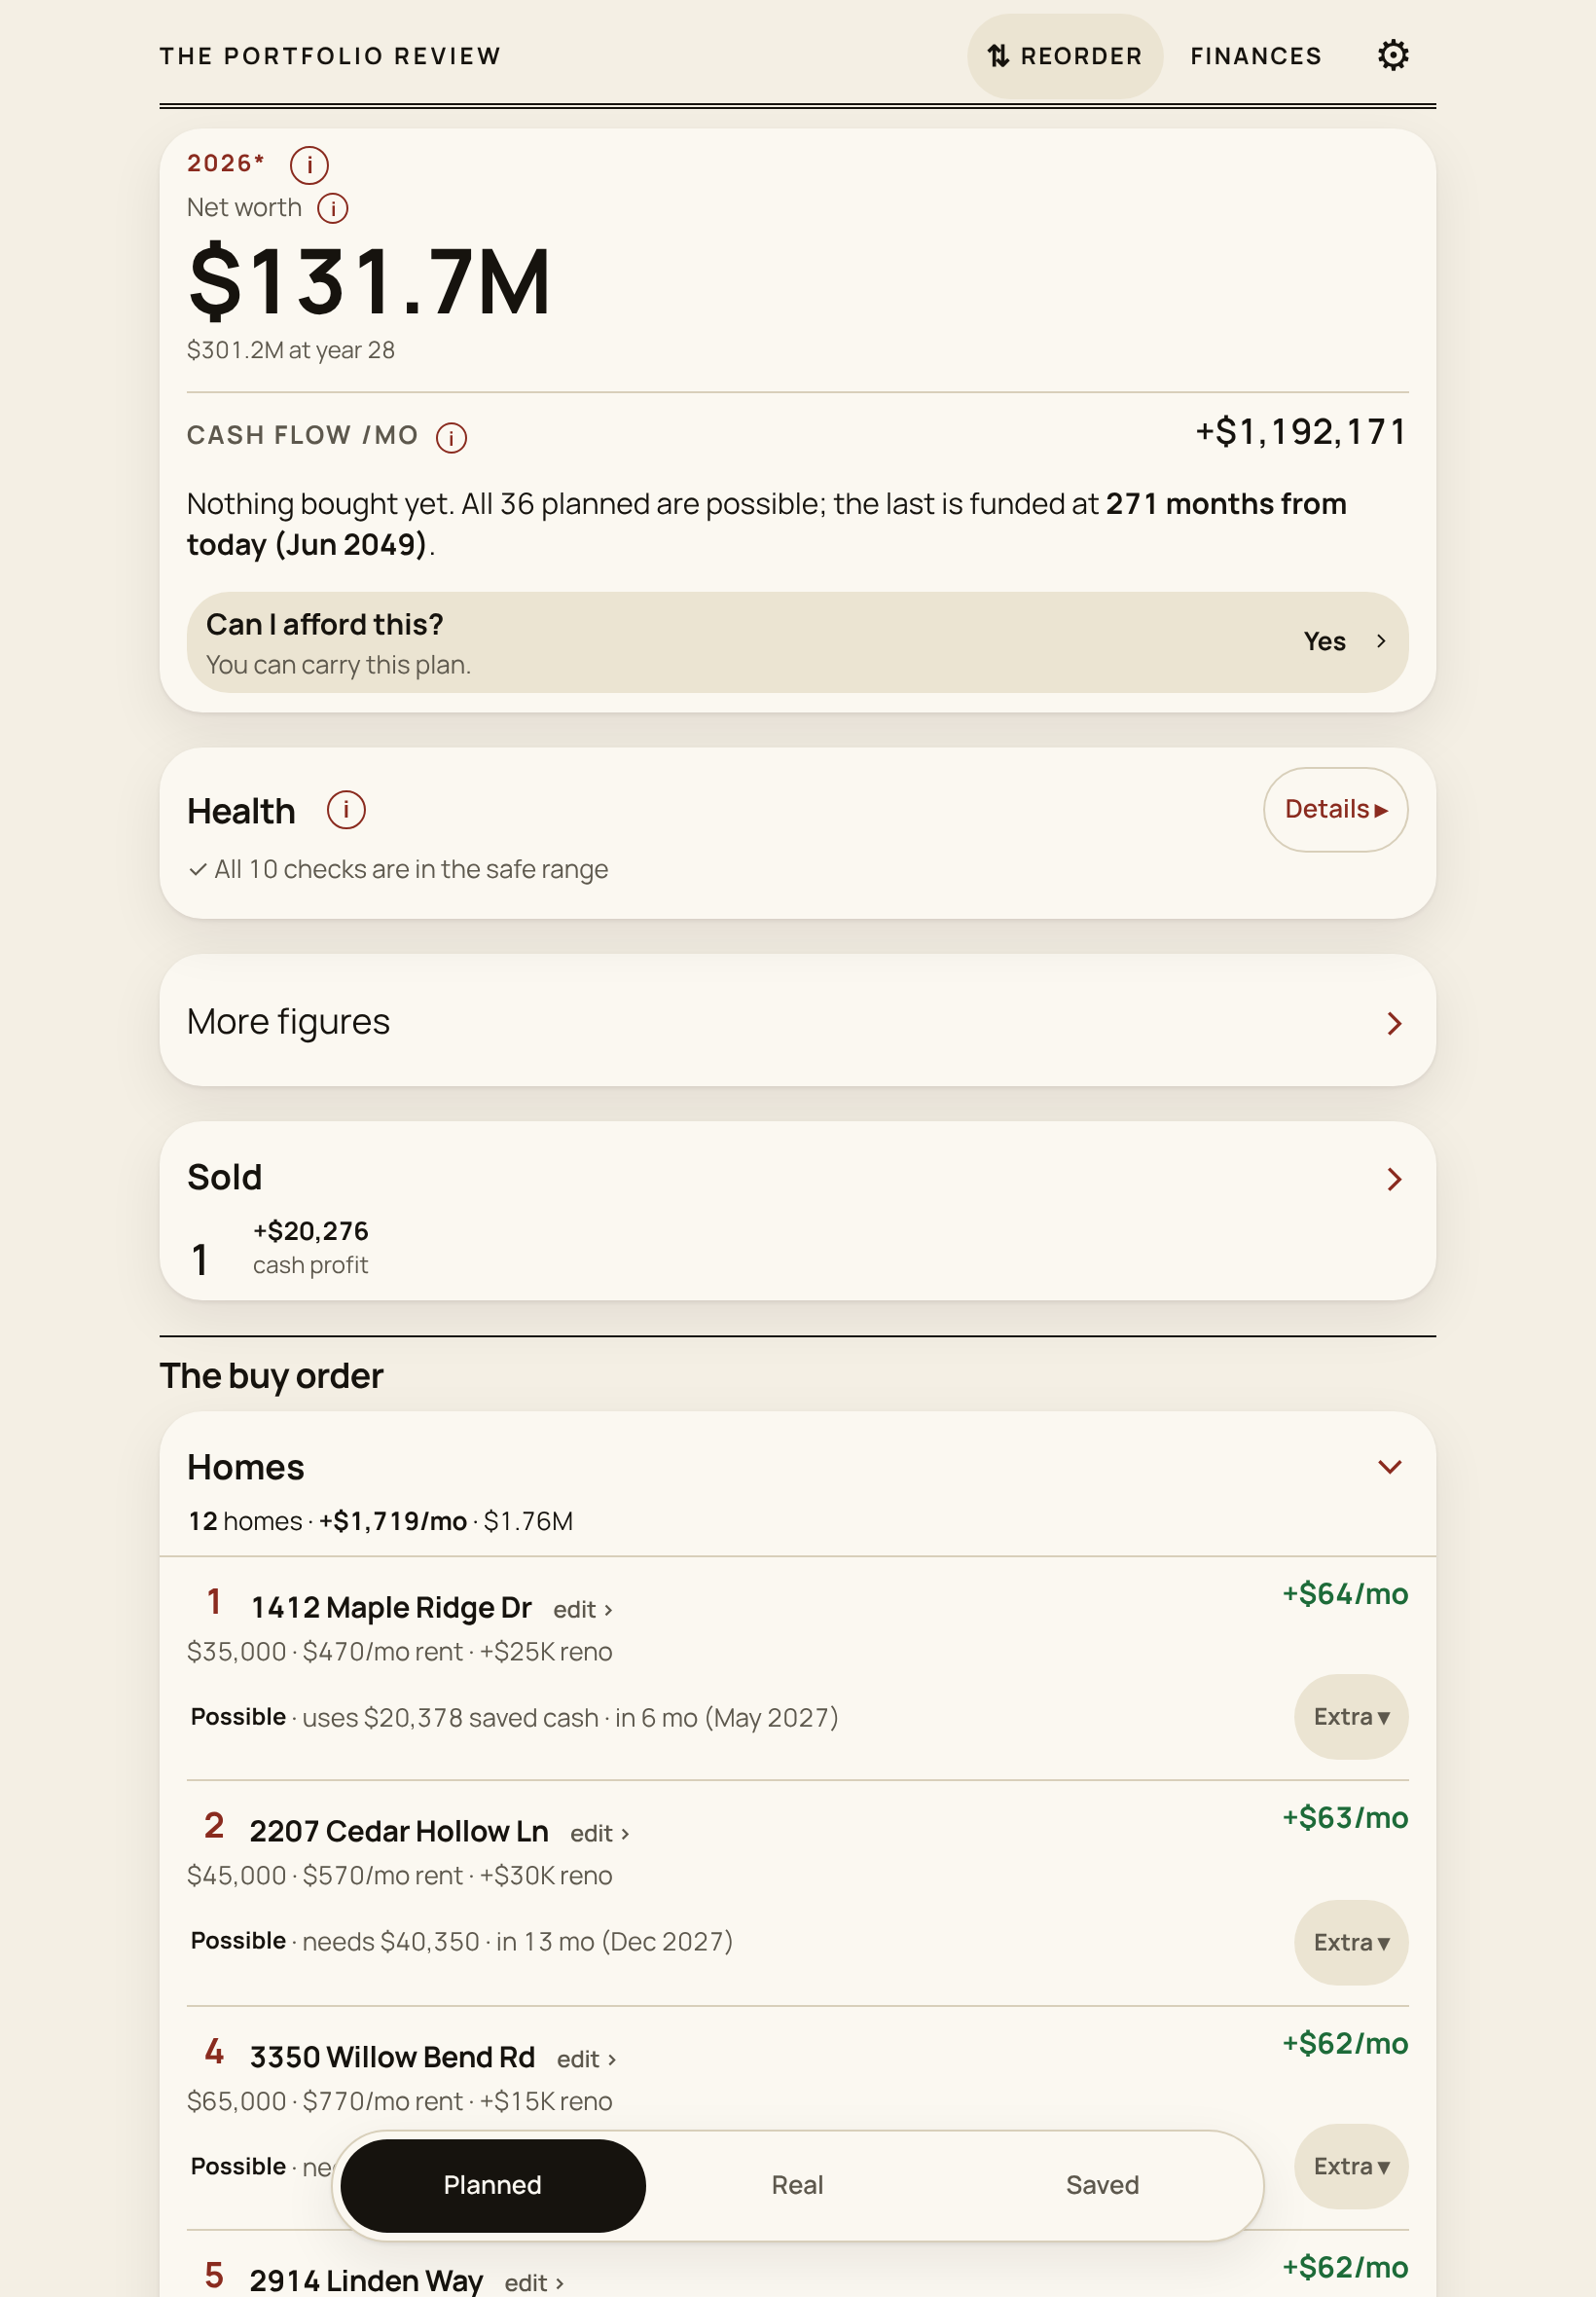 THE PORTFOLIO REVIEW
⇅ REORDER
FINANCES
2026* i
Net worth i
$131.7M
$301.2M at year 28
CASH FLOW /MO i
+$1,192,171
Nothing bought yet. All 36 planned are possible; the last is funded at 271 months from
today (Jun 2049).
Can I afford this?
You can carry this plan.
Yes ›
Health i
Details ▸
✓ All 10 checks are in the safe range
More figures
Sold
1
+$20,276
cash profit
The buy order
Homes
12 homes · +$1,719/mo · $1.76M
1 1412 Maple Ridge Dr edit ›
+$64/mo
$35,000 · $470/mo rent · +$25K reno
Possible · uses $20,378 saved cash · in 6 mo (May 2027)
Extra ▾
2 2207 Cedar Hollow Ln edit ›
+$63/mo
$45,000 · $570/mo rent · +$30K reno
Possible · needs $40,350 · in 13 mo (Dec 2027)
Extra ▾
4 3350 Willow Bend Rd edit ›
+$62/mo
$65,000 · $770/mo rent · +$15K reno
Possible ·
Extra ▾
Planned
Real
Saved
5 2914 Linden Way edit ›
+$62/mo